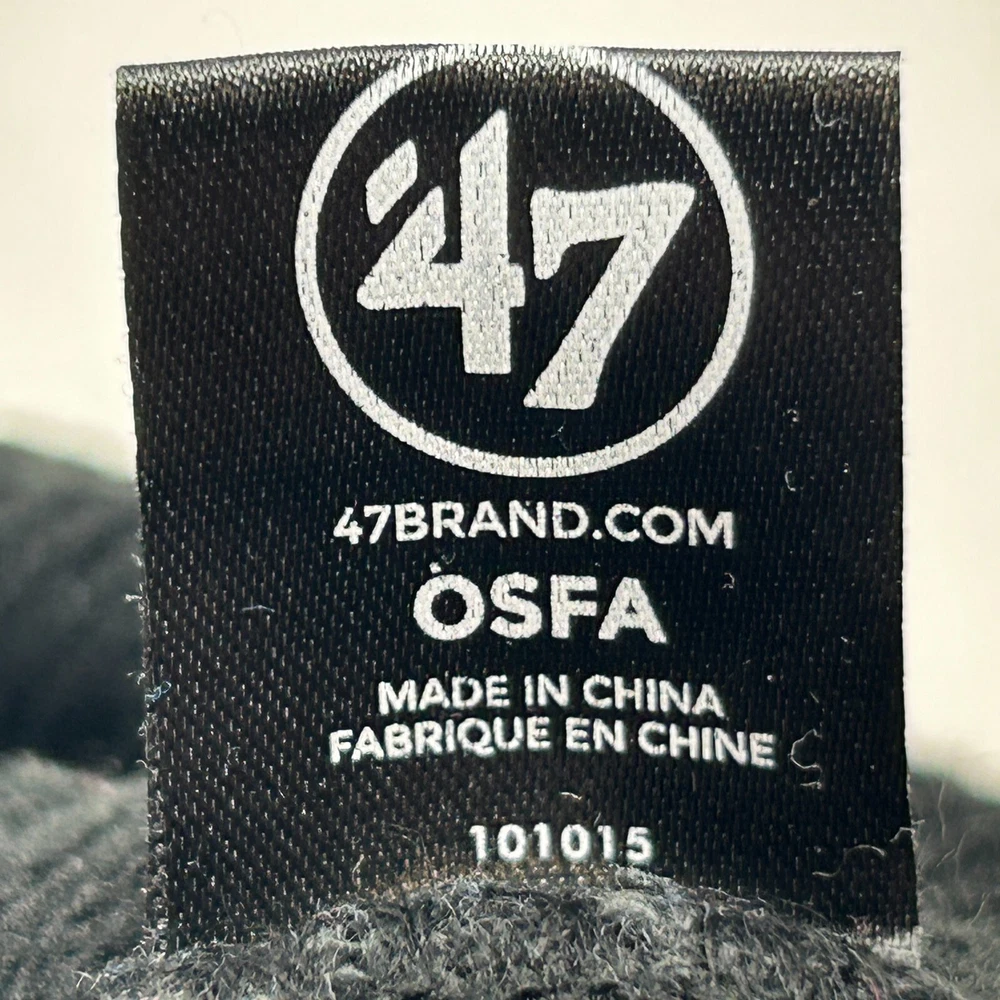 47
47BRAND.COM
OSFA
MADE IN CHINA
FABRIQUE EN CHINE
101015